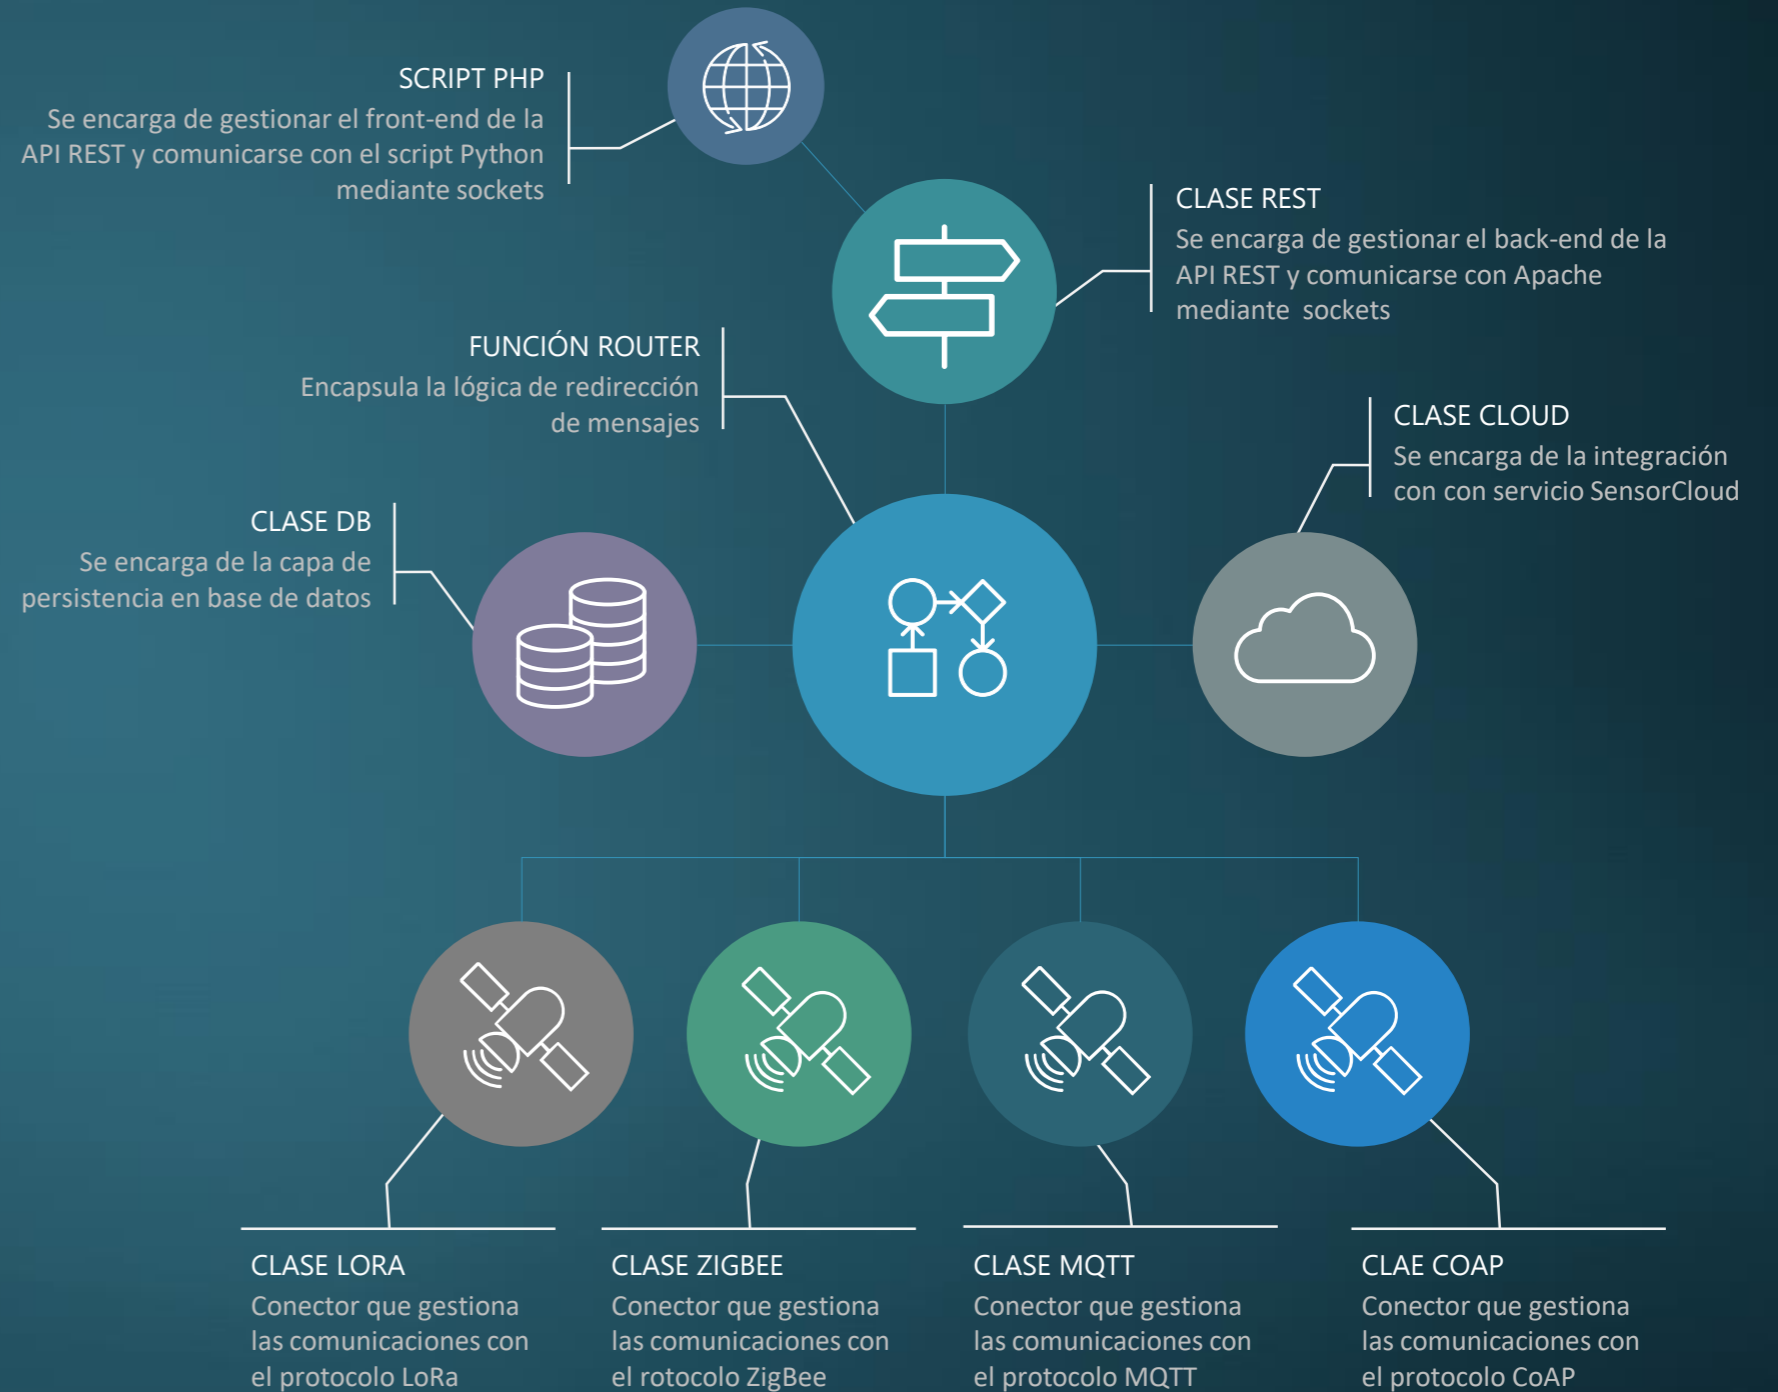 SCRIPT PHP
Se encarga de gestionar el front-end de la
API REST y comunicarse con el script Python
mediante sockets
CLASE REST
Se encarga de gestionar el back-end de la
API REST y comunicarse con Apache
mediante  sockets
FUNCIÓN ROUTER
Encapsula la lógica de redirección
de mensajes
CLASE CLOUD
Se encarga de la integración
con con servicio SensorCloud
CLASE DB
Se encarga de la capa de
persistencia en base de datos
CLASE LORA
Conector que gestiona
las comunicaciones con
el protocolo LoRa
CLASE ZIGBEE
Conector que gestiona
las comunicaciones con
el rotocolo ZigBee
CLASE MQTT
Conector que gestiona
las comunicaciones con
el protocolo MQTT
CLAE COAP
Conector que gestiona
las comunicaciones con
el protocolo CoAP